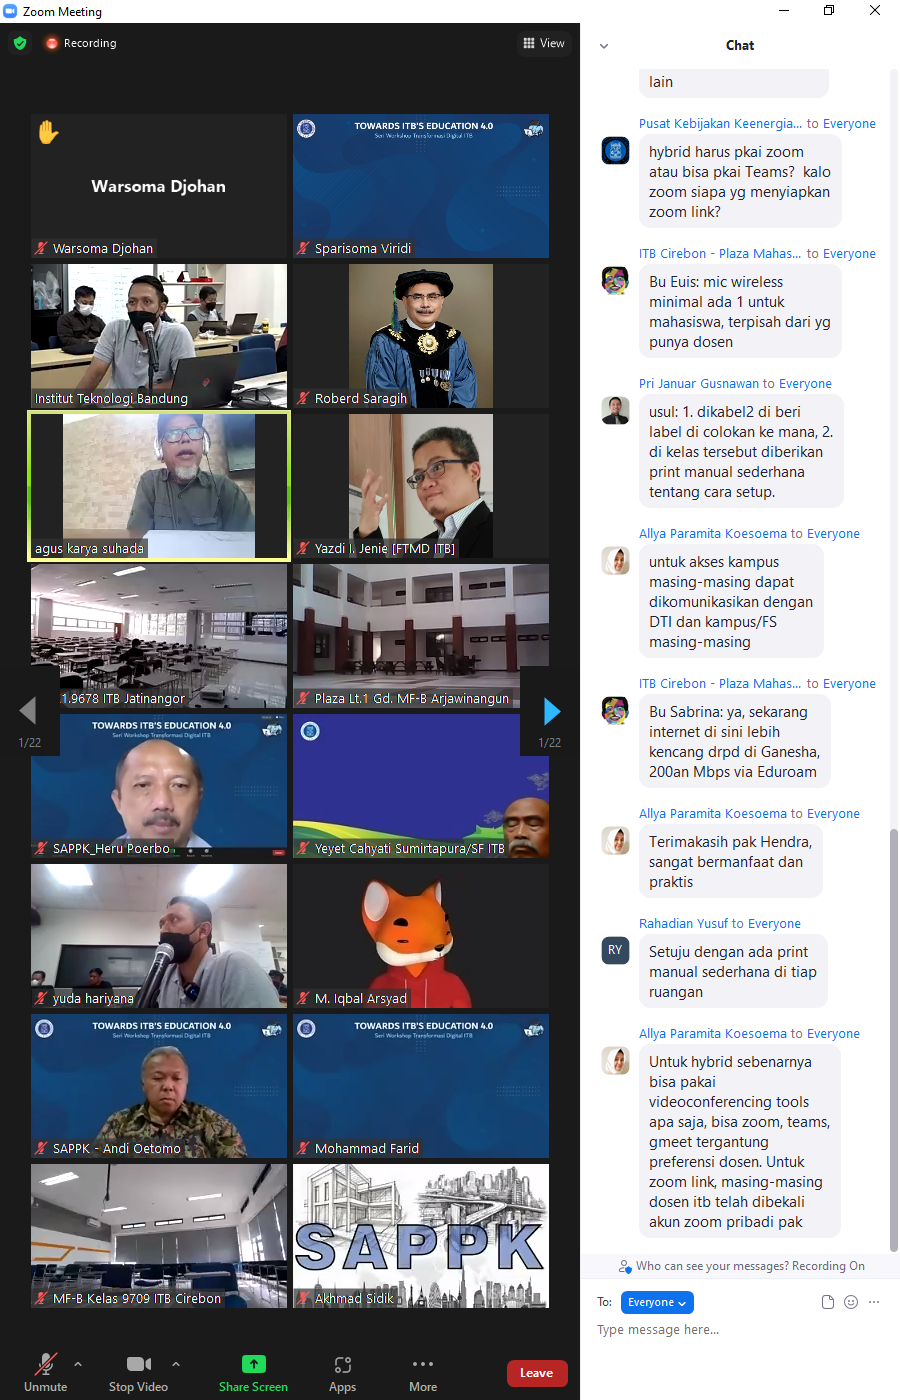 Zoom Meeting
Recording
View
Warsoma Djohan
Warsoma Djohan
TOWARDS ITB'S EDUCATION 4.0
Seri Workshop Transformasi Digital ITB
Sparisoma Viridi
Institut Teknologi Bandung
Roberd Saragih
agus karya suhada
Yazdi I. Jenie [FTMD ITB]
1.9678 ITB Jatinangor
Plaza Lt.1 Gd. MF-B Arjawinangun
1/22
1/22
TOWARDS ITB'S EDUCATION 4.0
Seri Workshop Transformasi Digital ITB
SAPPK_Heru Poerbo
Yeyet Cahyati Sumirtapura/SF ITB
yuda hariyana
M. Iqbal Arsyad
TOWARDS ITB'S EDUCATION 4.0
Seri Workshop Transformasi Digital ITB
SAPPK - Andi Oetomo
TOWARDS ITB'S EDUCATION 4.0
Seri Workshop Transformasi Digital ITB
Mohammad Farid
MF-B Kelas 9709 ITB Cirebon
SAPPK
Akhmad Sidik
Unmute
Stop Video
Share Screen
Apps
More
Leave
Chat
lain
Pusat Kebijakan Keenergia... to Everyone
hybrid harus pkai zoom
atau bisa pkai Teams? kalo
zoom siapa yg menyiapkan
zoom link?
ITB Cirebon - Plaza Mahas... to Everyone
Bu Euis: mic wireless
minimal ada 1 untuk
mahasiswa, terpisah dari yg
punya dosen
Pri Januar Gusnawan to Everyone
usul: 1. dikabel2 di beri
label di colokan ke mana, 2.
di kelas tersebut diberikan
print manual sederhana
tentang cara setup.
Allya Paramita Koesoema to Everyone
untuk akses kampus
masing-masing dapat
dikomunikasikan dengan
DTI dan kampus/FS
masing-masing
ITB Cirebon - Plaza Mahas... to Everyone
Bu Sabrina: ya, sekarang
internet di sini lebih
kencang drpd di Ganesha,
200an Mbps via Eduroam
Allya Paramita Koesoema to Everyone
Terimakasih pak Hendra,
sangat bermanfaat dan
praktis
Rahadian Yusuf to Everyone
RY
Setuju dengan ada print
manual sederhana di tiap
ruangan
Allya Paramita Koesoema to Everyone
Untuk hybrid sebenarnya
bisa pakai
videoconferencing tools
apa saja, bisa zoom, teams,
gmeet tergantung
preferensi dosen. Untuk
zoom link, masing-masing
dosen itb telah dibekali
akun zoom pribadi pak
Who can see your messages? Recording On
To: Everyone
Type message here...